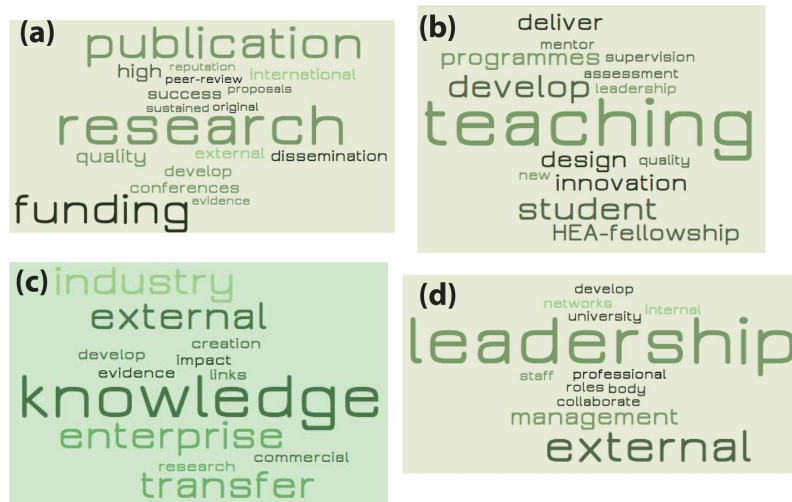 (a)
publication
high reputation
peer-review international
success proposals
sustained original
research
quality external dissemination
develop
conferences
funding evidence
(b)
deliver
mentor
programmes supervision
assessment
develop leadership
teaching
design quality
new innovation
student
HEA-fellowship
(c)
industry
external
creation
develop impact
evidence links
knowledge
enterprise
commercial
research
transfer
(d)
develop
networks internal
university
leadership
staff professional
roles body
collaborate
management
external